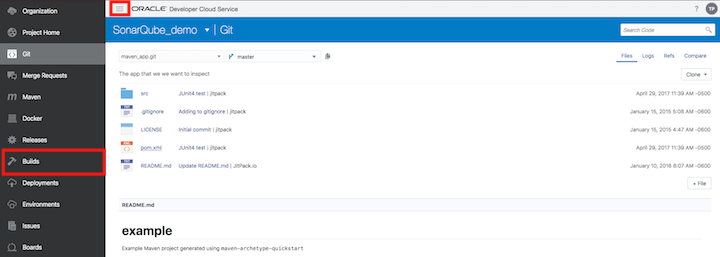 Organization
Project Home
Git
Merge Requests
Maven
Docker
Releases
Builds
Deployments
Environments
Issues
Boards
ORACLE Developer Cloud Service
? TP
SonarQube_demo Git
Search Code
maven_app.git master
Files Logs Refs Compare
The app that we we want to inspect
Clone
src JUnit4 test | jitpack April 29, 2017 11:39 AM -0500
.gitignore Adding to gitignore | jitpack January 15, 2015 5:08 AM -0600
LICENSE Initial commit | jitpack January 15, 2015 4:47 AM -0600
pom.xml JUnit4 test | jitpack April 29, 2017 11:39 AM -0500
README.md Update README.md | JitPack.io January 10, 2016 6:07 AM -0600
+ File
README.md
example
Example Maven project generated using maven-archetype-quickstart